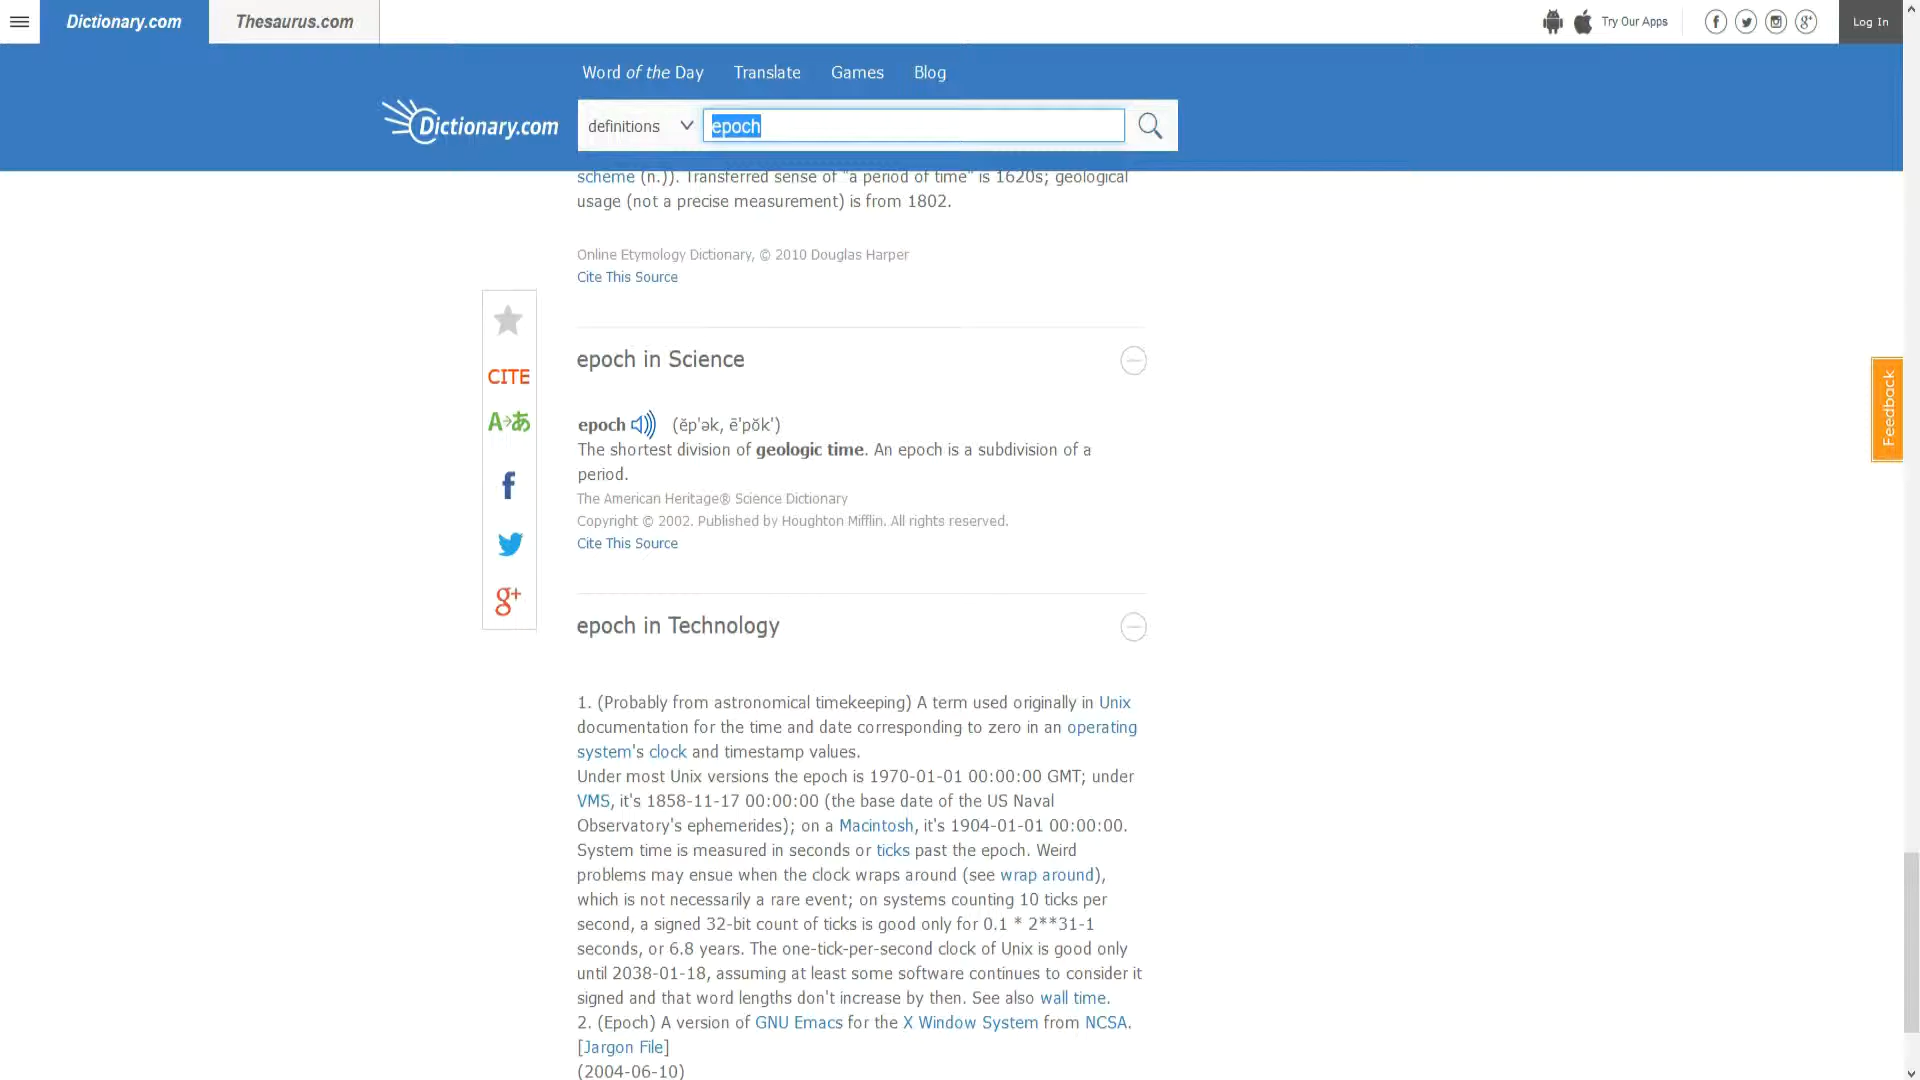 Dictionary.com
Thesaurus.com
Try Our Apps
Log In
Word of the Day
Translate
Games
Blog
Dictionary.com
definitions
epoch
scheme (n.)). Transferred sense of "a period of time" is 1620s; geological
usage (not a precise measurement) is from 1802.
Online Etymology Dictionary, © 2010 Douglas Harper
Cite This Source
CITE
A→あ
f
g+
Feedback
epoch in Science
epoch (ĕp'ək, ē'pŏk')
The shortest division of geologic time. An epoch is a subdivision of a
period.
The American Heritage® Science Dictionary
Copyright © 2002. Published by Houghton Mifflin. All rights reserved.
Cite This Source
epoch in Technology
1. (Probably from astronomical timekeeping) A term used originally in Unix
documentation for the time and date corresponding to zero in an operating
system's clock and timestamp values.
Under most Unix versions the epoch is 1970-01-01 00:00:00 GMT; under
VMS, it's 1858-11-17 00:00:00 (the base date of the US Naval
Observatory's ephemerides); on a Macintosh, it's 1904-01-01 00:00:00.
System time is measured in seconds or ticks past the epoch. Weird
problems may ensue when the clock wraps around (see wrap around),
which is not necessarily a rare event; on systems counting 10 ticks per
second, a signed 32-bit count of ticks is good only for 0.1 * 2**31-1
seconds, or 6.8 years. The one-tick-per-second clock of Unix is good only
until 2038-01-18, assuming at least some software continues to consider it
signed and that word lengths don't increase by then. See also wall time.
2. (Epoch) A version of GNU Emacs for the X Window System from NCSA.
[Jargon File]
(2004-06-10)